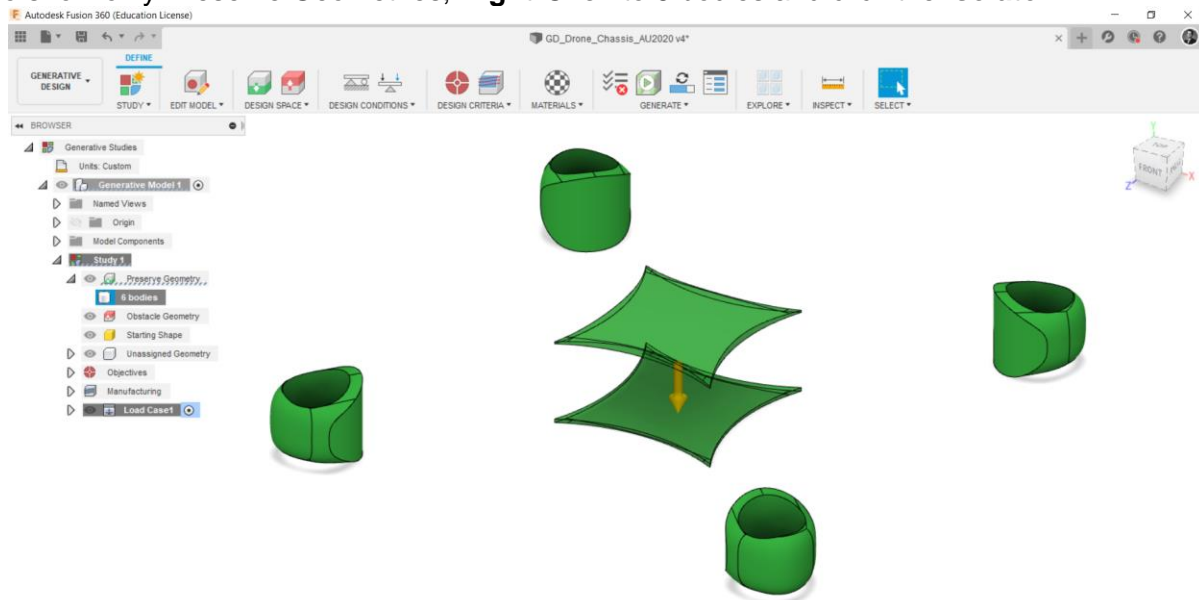 Autodesk Fusion 360 (Education License)
GD_Drone_Chassis_AU2020 v4*
DEFINE
GENERATIVE DESIGN
STUDY
EDIT MODEL
DESIGN SPACE
DESIGN CONDITIONS
DESIGN CRITERIA
MATERIALS
GENERATE
EXPLORE
INSPECT
SELECT
BROWSER
Generative Studies
Units: Custom
Generative Model 1
Named Views
Origin
Model Components
Study 1
Preserve Geometry
6 bodies
Obstacle Geometry
Starting Shape
Unassigned Geometry
Objectives
Manufacturing
Load Case1
Y
TOP
FRONT
X
Z